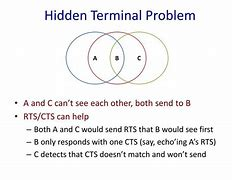 Hidden Terminal Problem
A B C
• A and C can't see each other, both send to B
• RTS/CTS can help
– Both A and C would send RTS that B would see first
– B only responds with one CTS (say, echo'ing A's RTS)
– C detects that CTS doesn't match and won't send